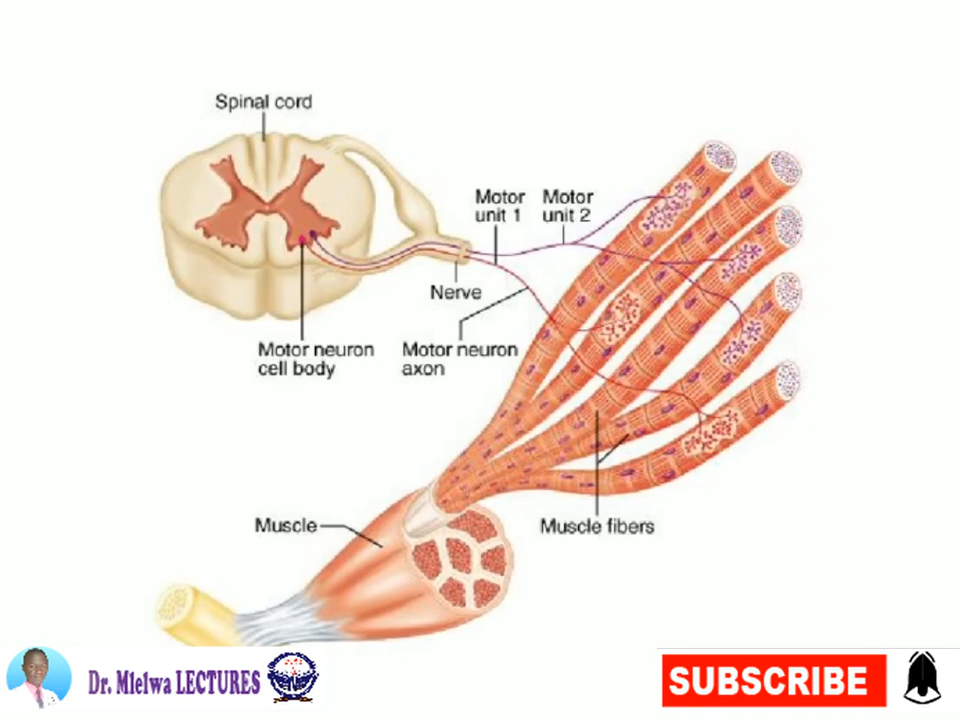 Spinal cord
Motor
unit 1
Motor
unit 2
Nerve
Motor neuron
cell body
Motor neuron
axon
Muscle
Muscle fibers
Dr. Mlelwa LECTURES
SUBSCRIBE